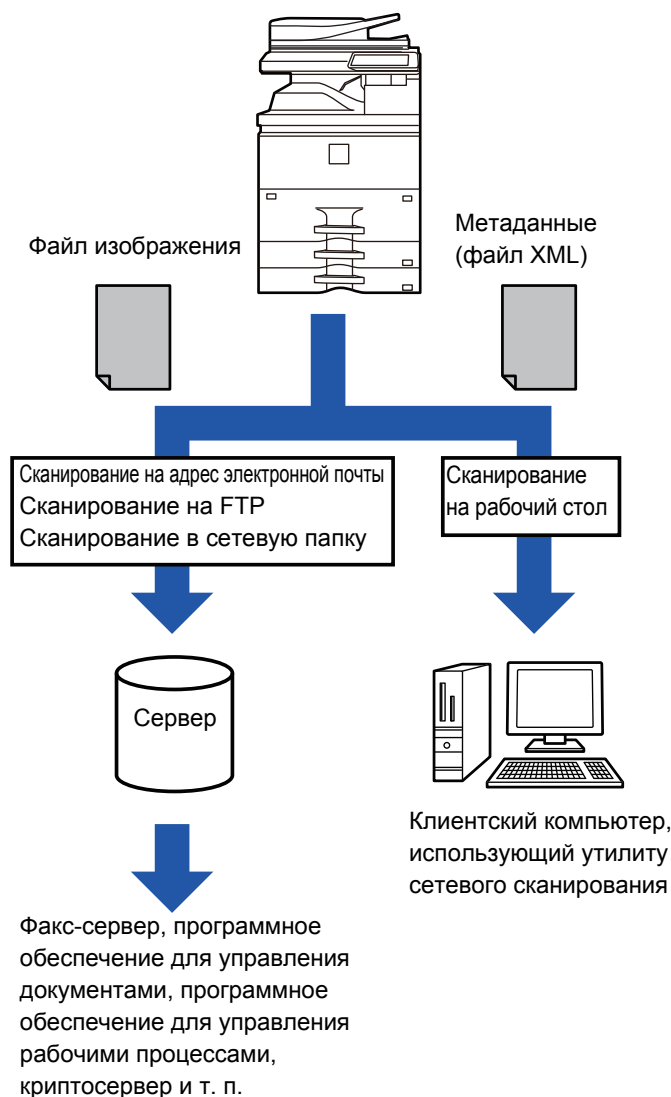 Файл изображения
Метаданные
(файл XML)
Сканирование на адрес электронной почты
Сканирование на FTP
Сканирование в сетевую папку
Сканирование
на рабочий стол
Сервер
Клиентский компьютер,
использующий утилиту
сетевого сканирования
Факс-сервер, программное
обеспечение для управления
документами, программное
обеспечение для управления
рабочими процессами,
криптосервер и т. п.